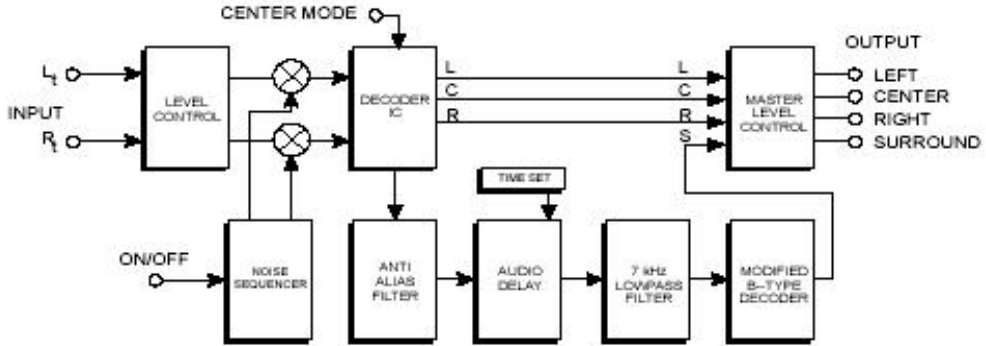 CENTER MODE
OUTPUT
Lt
INPUT
Rt
LEVEL
CONTROL
DECODER
IC
L
C
R
L
C
R
S
MASTER
LEVEL
CONTROL
LEFT
CENTER
RIGHT
SURROUND
TIME SET
ON/OFF
NOISE
SEQUENCER
ANTI
ALIAS
FILTER
AUDIO
DELAY
7 kHz
LOWPASS
FILTER
MODIFIED
B-TYPE
DECODER